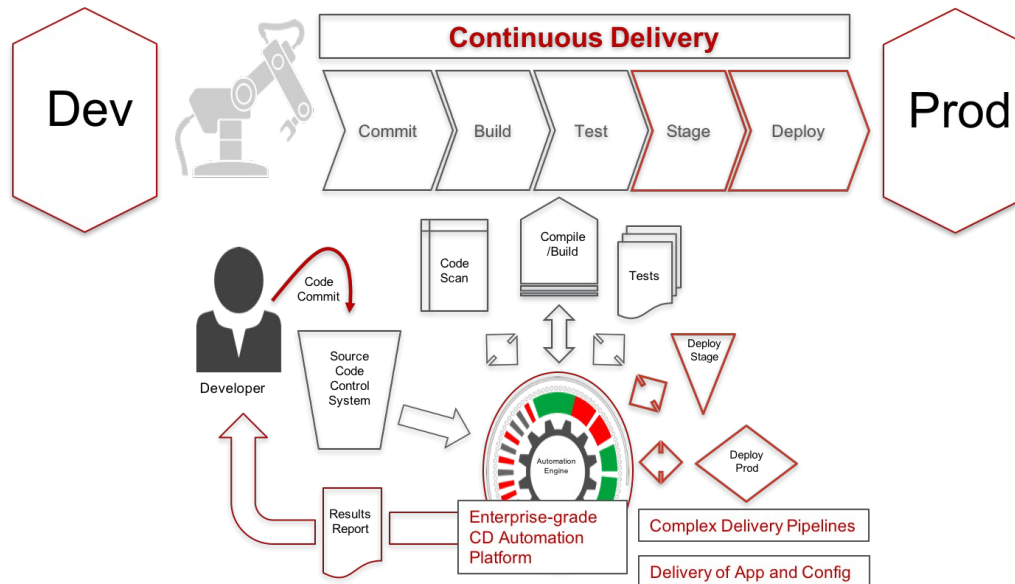 Continuous Delivery
Dev
Prod
Commit
Build
Test
Stage
Deploy
Code
Scan
Compile
/Build
Tests
Code
Commit
Deploy
Stage
Developer
Source
Code
Control
System
Automation
Engine
Deploy
Prod
Results
Report
Enterprise-grade
CD Automation
Platform
Complex Delivery Pipelines
Delivery of App and Config